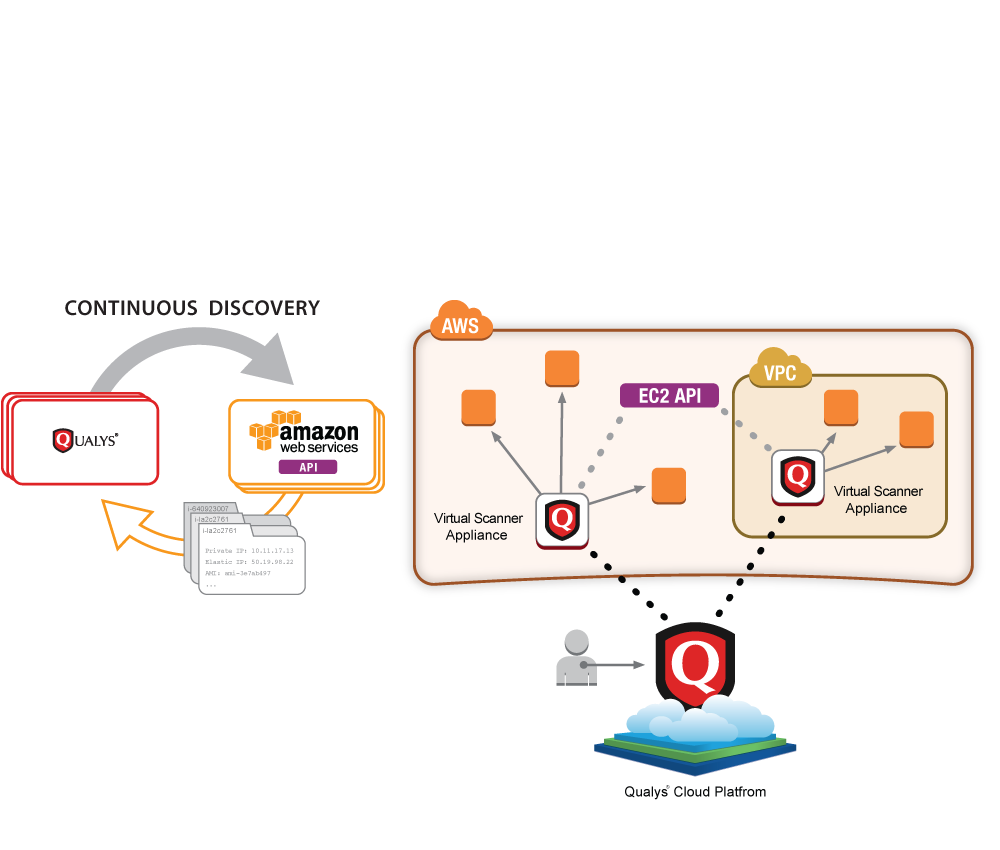 CONTINUOUS DISCOVERY
QUALYS®
amazon
web services
API
i-640923007
i-la2c2761
i-la2c2761
Private IP: 10.11.17.13
Elastic IP: 50.19.98.22
AMI: ami-3e7ab497
...
AWS
EC2 API
VPC
Virtual Scanner
Appliance
Q
Virtual Scanner
Appliance
Q
Q
Qualys® Cloud Platfrom